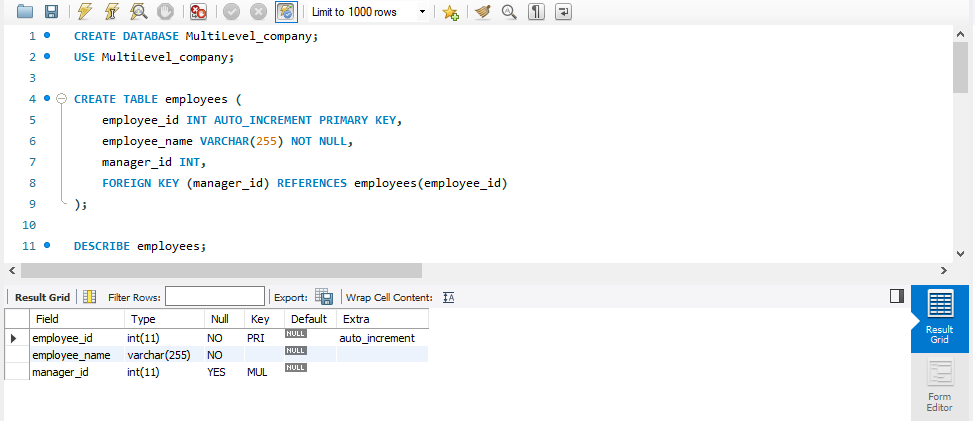 Limit to 1000 rows
1 CREATE DATABASE MultiLevel_company;
2 USE MultiLevel_company;
3
4 CREATE TABLE employees (
5 employee_id INT AUTO_INCREMENT PRIMARY KEY,
6 employee_name VARCHAR(255) NOT NULL,
7 manager_id INT,
8 FOREIGN KEY (manager_id) REFERENCES employees(employee_id)
9 );
10
11 DESCRIBE employees;
Result Grid Filter Rows: Export: Wrap Cell Content: IA
Field Type Null Key Default Extra
employee_id int(11) NO PRI NULL auto_increment
employee_name varchar(255) NO NULL
manager_id int(11) YES MUL NULL
Result
Grid
Form
Editor